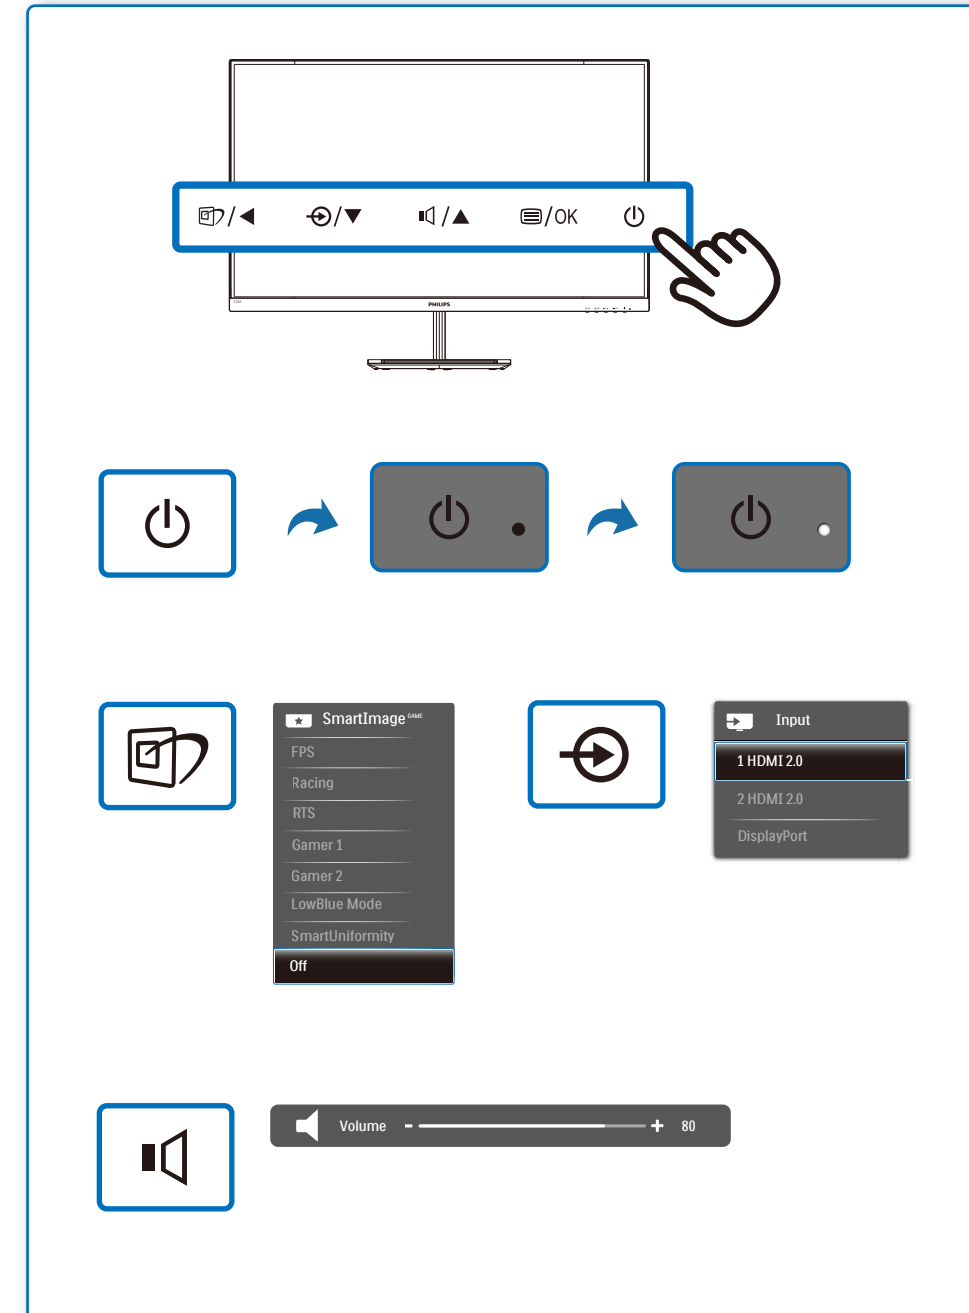 /◀ /▼ /▲ /OK
PHILIPS
SmartImage GAME
FPS
Racing
RTS
Gamer 1
Gamer 2
LowBlue Mode
SmartUniformity
Off
Input
1 HDMI 2.0
2 HDMI 2.0
DisplayPort
Volume - + 80